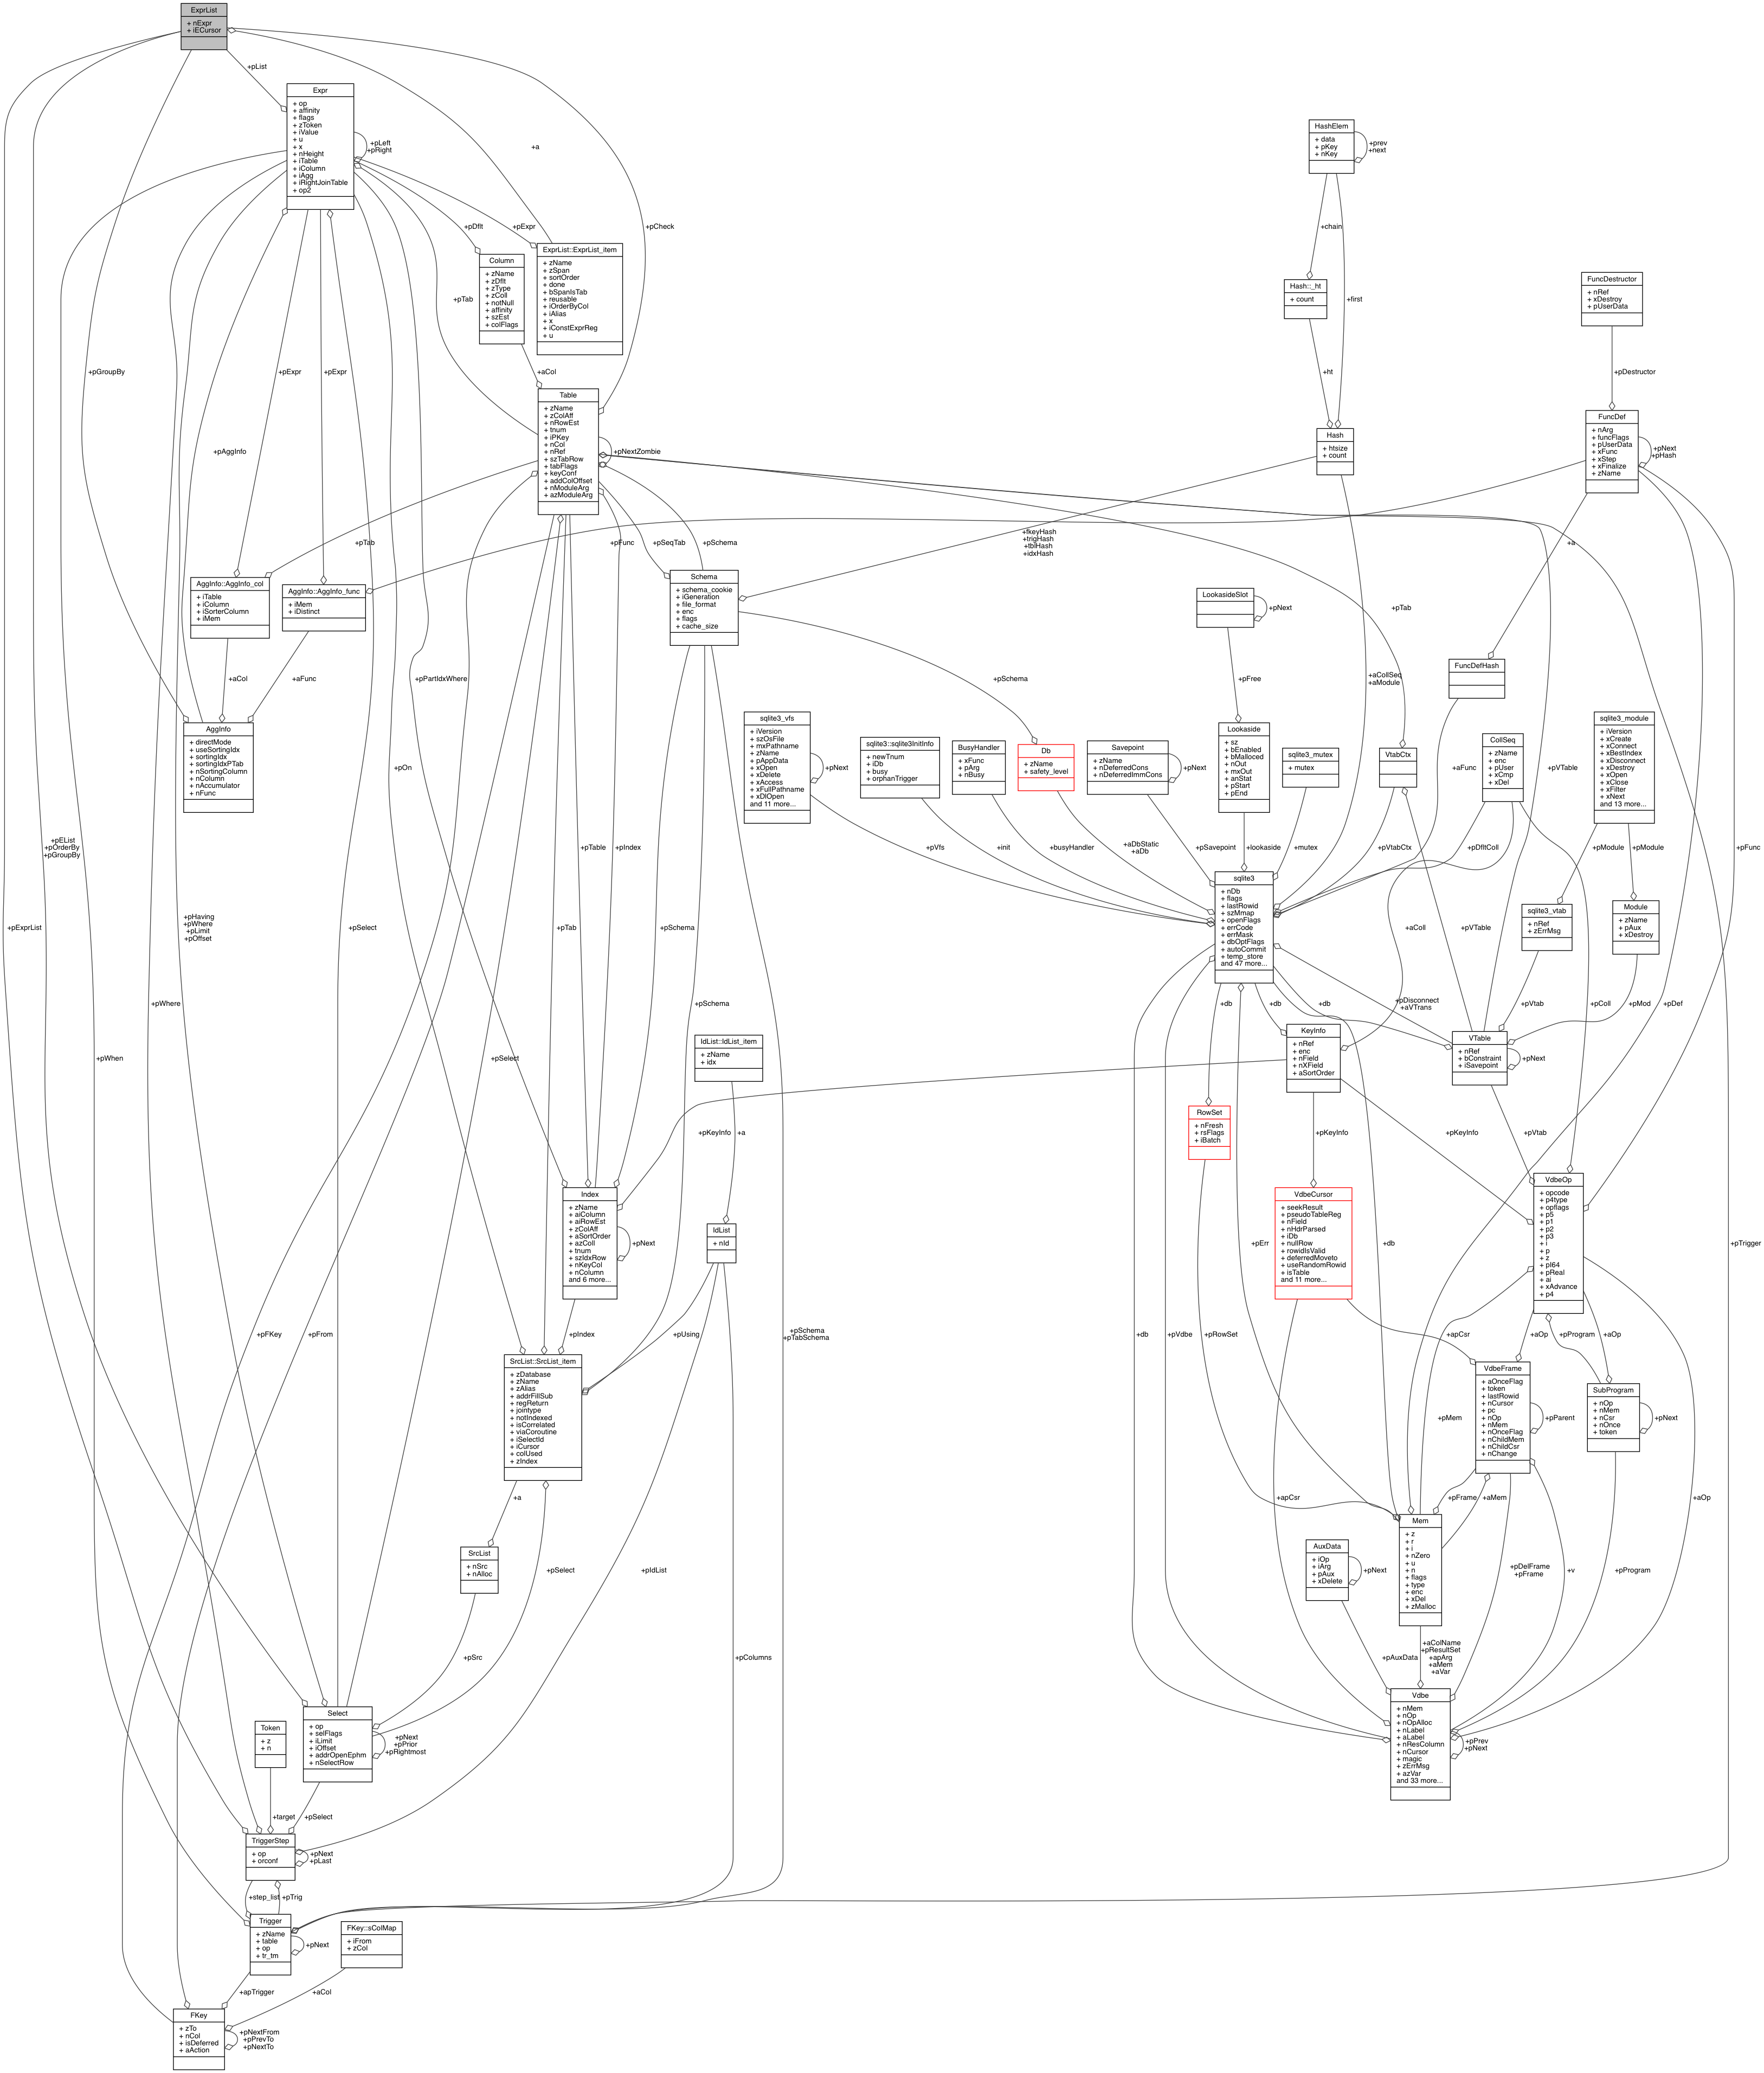 ExprList
+ nExpr
+ iECursor
+pList
Expr
+ op
+ affinity
+ flags
+ zToken
+ iValue
+ u
+ x
+ nHeight
+ iTable
+ iColumn
+ iAgg
+ iRightJoinTable
+ op2
+pLeft
+pRight
+a
+pCheck
HashElem
+ data
+ pKey
+ nKey
+prev
+next
+pDflt
+pExpr
ExprList::ExprList_item
+ zName
+ zSpan
+ sortOrder
+ done
+ bSpanIsTab
+ reusable
+ iOrderByCol
+ iAlias
+ x
+ iConstExprReg
+ u
Column
+ zName
+ zDflt
+ zType
+ zColl
+ notNull
+ affinity
+ szEst
+ colFlags
+pTab
+chain
+first
Hash::_ht
+ count
FuncDestructor
+ nRef
+ xDestroy
+ pUserData
+pGroupBy
+pExpr
+pExpr
+aCol
+ht
+pDestructor
Table
+ zName
+ zColAff
+ nRowEst
+ tnum
+ iPKey
+ nCol
+ nRef
+ szTabRow
+ tabFlags
+ keyConf
+ addColOffset
+ nModuleArg
+ azModuleArg
+pNextZombie
Hash
+ htsize
+ count
FuncDef
+ nArg
+ funcFlags
+ pUserData
+ xFunc
+ xStep
+ xFinalize
+ zName
+pNext
+pHash
+pAggInfo
+pTab
+pFunc
+pSeqTab
+pSchema
+fkeyHash
+trigHash
+tblHash
+idxHash
+a
AggInfo::AggInfo_col
+ iTable
+ iColumn
+ iSorterColumn
+ iMem
AggInfo::AggInfo_func
+ iMem
+ iDistinct
Schema
+ schema_cookie
+ iGeneration
+ file_format
+ enc
+ flags
+ cache_size
LookasideSlot
+pNext
+pTab
+aCol
+aFunc
+pPartIdxWhere
+pSchema
+pFree
+aCollSeq
+aModule
FuncDefHash
AggInfo
+ directMode
+ useSortingIdx
+ sortingIdx
+ sortingIdxPTab
+ nSortingColumn
+ nColumn
+ nAccumulator
+ nFunc
+pOn
sqlite3_vfs
+ iVersion
+ szOsFile
+ mxPathname
+ zName
+ pAppData
+ xOpen
+ xDelete
+ xAccess
+ xFullPathname
+ xDlOpen
and 11 more...
+pNext
sqlite3::sqlite3InitInfo
+ newTnum
+ iDb
+ busy
+ orphanTrigger
BusyHandler
+ xFunc
+ pArg
+ nBusy
Db
+ zName
+ safety_level
Savepoint
+ zName
+ nDeferredCons
+ nDeferredImmCons
+pNext
Lookaside
+ sz
+ bEnabled
+ bMalloced
+ nOut
+ mxOut
+ anStat
+ pStart
+ pEnd
sqlite3_mutex
+ mutex
VtabCtx
+aFunc
CollSeq
+ zName
+ enc
+ pUser
+ xCmp
+ xDel
+pVTable
sqlite3_module
+ iVersion
+ xCreate
+ xConnect
+ xBestIndex
+ xDisconnect
+ xDestroy
+ xOpen
+ xClose
+ xFilter
+ xNext
and 13 more...
+pEList
+pOrderBy
+pGroupBy
+pTable
+pIndex
+pVfs
+init
+busyHandler
+aDbStatic
+aDb
+pSavepoint
+lookaside
+mutex
+pVtabCtx
+pDfltColl
+pModule
+pModule
+pFunc
sqlite3
+ nDb
+ flags
+ lastRowid
+ szMmap
+ openFlags
+ errCode
+ errMask
+ dbOptFlags
+ autoCommit
+ temp_store
and 47 more...
sqlite3_vtab
+ nRef
+ zErrMsg
Module
+ zName
+ pAux
+ xDestroy
+pExprList
+pHaving
+pWhere
+pLimit
+pOffset
+pSelect
+pTab
+pSchema
+aColl
+pVTable
+pWhere
+pSchema
+db
+db
+db
+pDisconnect
+aVTrans
+pColl
+pVtab
+pMod
+pDef
IdList::IdList_item
+ zName
+ idx
KeyInfo
+ nRef
+ enc
+ nField
+ nXField
+ aSortOrder
VTable
+ nRef
+ bConstraint
+ iSavepoint
+pNext
+pWhen
+pSelect
RowSet
+ nFresh
+ rsFlags
+ iBatch
+pKeyInfo
+a
+pKeyInfo
+pKeyInfo
+pVtab
Index
+ zName
+ aiColumn
+ aiRowEst
+ zColAff
+ aSortOrder
+ azColl
+ tnum
+ szIdxRow
+ nKeyCol
+ nColumn
and 6 more...
+pNext
IdList
+ nId
VdbeCursor
+ seekResult
+ pseudoTableReg
+ nField
+ nHdrParsed
+ iDb
+ nullRow
+ rowidIsValid
+ deferredMoveto
+ useRandomRowid
+ isTable
and 11 more...
VdbeOp
+ opcode
+ p4type
+ opflags
+ p5
+ p1
+ p2
+ p3
+ i
+ p
+ z
+ pI64
+ pReal
+ ai
+ xAdvance
+ p4
+pErr
+db
+pTrigger
+pFKey
+pFrom
+pIndex
+pUsing
+pSchema
+pTabSchema
+db
+pVdbe
+pRowSet
+apCsr
+aOp
+pProgram
+aOp
SrcList::SrcList_item
+ zDatabase
+ zName
+ zAlias
+ addrFillSub
+ regReturn
+ jointype
+ notIndexed
+ isCorrelated
+ viaCoroutine
+ iSelectId
+ iCursor
+ colUsed
+ zIndex
VdbeFrame
+ aOnceFlag
+ token
+ lastRowid
+ nCursor
+ pc
+ nOp
+ nMem
+ nOnceFlag
+ nChildMem
+ nChildCsr
+ nChange
+pParent
SubProgram
+ nOp
+ nMem
+ nCsr
+ nOnce
+ token
+pNext
+pMem
+a
+apCsr
+pFrame
+aMem
+aOp
Mem
+ z
+ r
+ i
+ nZero
+ u
+ n
+ flags
+ type
+ enc
+ xDel
+ zMalloc
SrcList
+ nSrc
+ nAlloc
+pSelect
+pIdList
AuxData
+ iOp
+ iArg
+ pAux
+ xDelete
+pNext
+pDelFrame
+pFrame
+v
+pProgram
+pSrc
+pColumns
+pAuxData
+aColName
+pResultSet
+apArg
+aMem
+aVar
Vdbe
+ nMem
+ nOp
+ nOpAlloc
+ nLabel
+ aLabel
+ nResColumn
+ nCursor
+ magic
+ zErrMsg
+ azVar
and 33 more...
+pPrev
+pNext
Select
+ op
+ selFlags
+ iLimit
+ iOffset
+ addrOpenEphm
+ nSelectRow
+pNext
+pPrior
+pRightmost
Token
+ z
+ n
+target
+pSelect
TriggerStep
+ op
+ orconf
+pNext
+pLast
+step_list
+pTrig
Trigger
+ zName
+ table
+ op
+ tr_tm
+pNext
FKey::sColMap
+ iFrom
+ zCol
+apTrigger
+aCol
FKey
+ zTo
+ nCol
+ isDeferred
+ aAction
+pNextFrom
+pPrevTo
+pNextTo